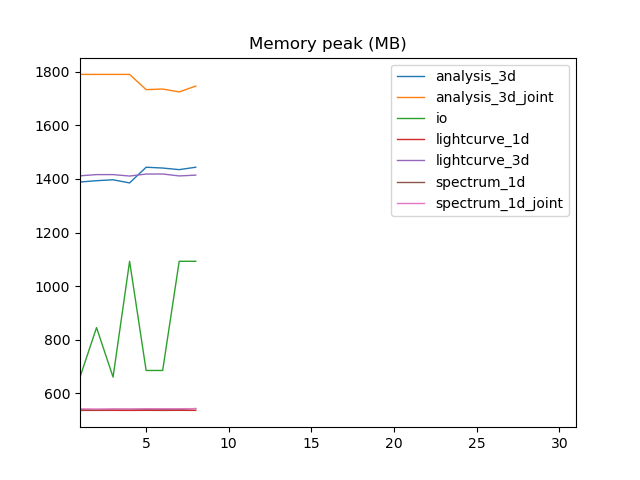 Memory peak (MB)
1800
1600
1400
1200
1000
800
600
5 10 15 20 25 30
analysis_3d
analysis_3d_joint
io
lightcurve_1d
lightcurve_3d
spectrum_1d
spectrum_1d_joint